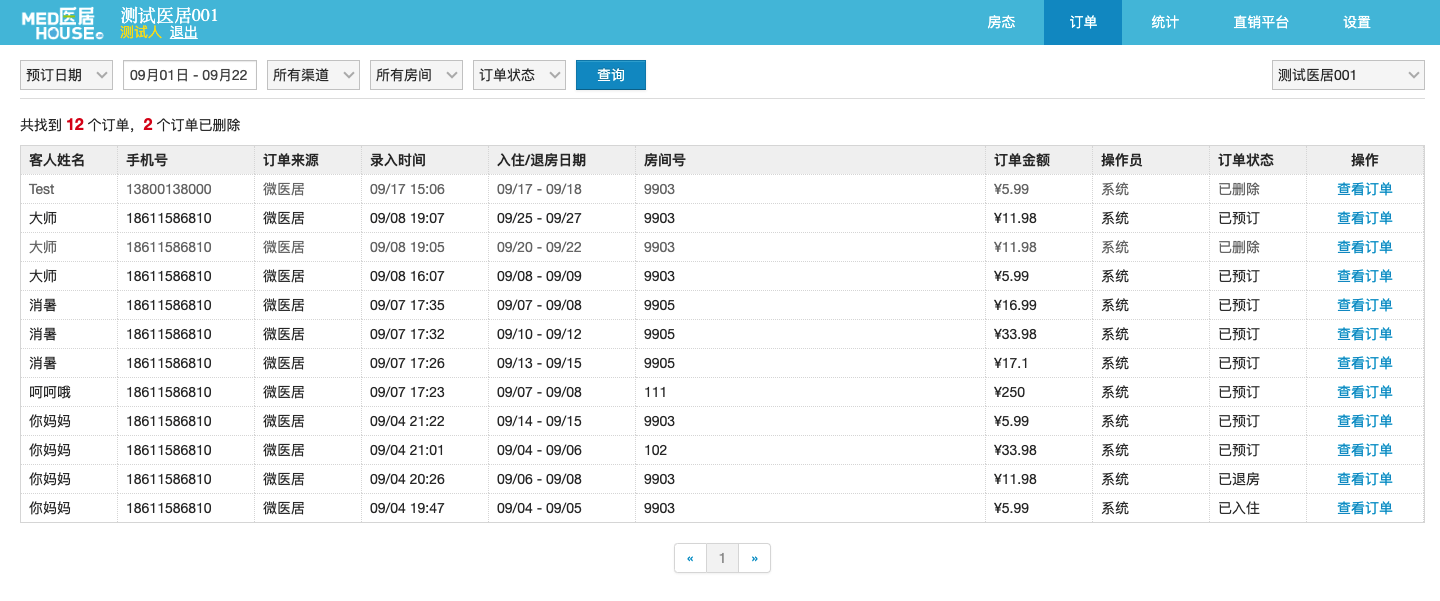 MED医居 测试医居001
HOUSE 测试人 退出
房态 订单 统计 直销平台 设置
预订日期 09月01日 - 09月22 所有渠道 所有房间 订单状态 查询 测试医居001
共找到 12 个订单，2 个订单已删除
客人姓名 手机号 订单来源 录入时间 入住/退房日期 房间号 订单金额 操作员 订单状态 操作
Test 13800138000 微医居 09/17 15:06 09/17 - 09/18 9903 ¥5.99 系统 已删除 查看订单
大师 18611586810 微医居 09/08 19:07 09/25 - 09/27 9903 ¥11.98 系统 已预订 查看订单
大师 18611586810 微医居 09/08 19:05 09/20 - 09/22 9903 ¥11.98 系统 已删除 查看订单
大师 18611586810 微医居 09/08 16:07 09/08 - 09/09 9903 ¥5.99 系统 已预订 查看订单
消暑 18611586810 微医居 09/07 17:35 09/07 - 09/08 9905 ¥16.99 系统 已预订 查看订单
消暑 18611586810 微医居 09/07 17:32 09/10 - 09/12 9905 ¥33.98 系统 已预订 查看订单
消暑 18611586810 微医居 09/07 17:26 09/13 - 09/15 9905 ¥17.1 系统 已预订 查看订单
呵呵哦 18611586810 微医居 09/07 17:23 09/07 - 09/08 111 ¥250 系统 已预订 查看订单
你妈妈 18611586810 微医居 09/04 21:22 09/14 - 09/15 9903 ¥5.99 系统 已预订 查看订单
你妈妈 18611586810 微医居 09/04 21:01 09/04 - 09/06 102 ¥33.98 系统 已预订 查看订单
你妈妈 18611586810 微医居 09/04 20:26 09/06 - 09/08 9903 ¥11.98 系统 已退房 查看订单
你妈妈 18611586810 微医居 09/04 19:47 09/04 - 09/05 9903 ¥5.99 系统 已入住 查看订单
« 1 »